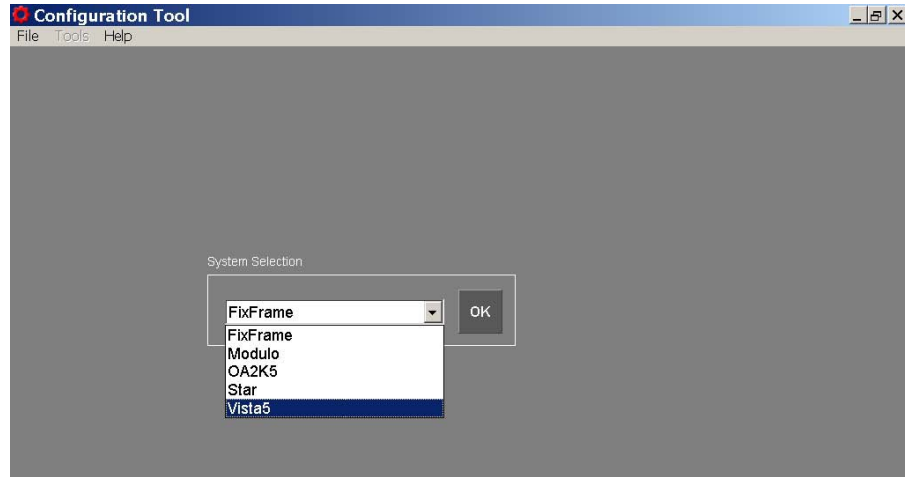 Configuration Tool
File Tools Help
System Selection
FixFrame
OK
FixFrame
Modulo
OA2K5
Star
Vista5